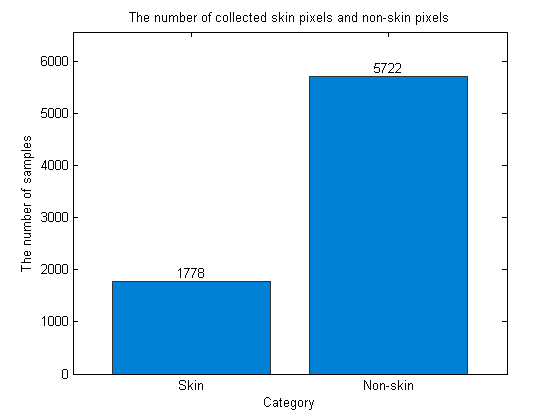 The number of collected skin pixels and non-skin pixels
The number of samples
6000
5000
4000
3000
2000
1000
0
5722
1778
Skin
Non-skin
Category